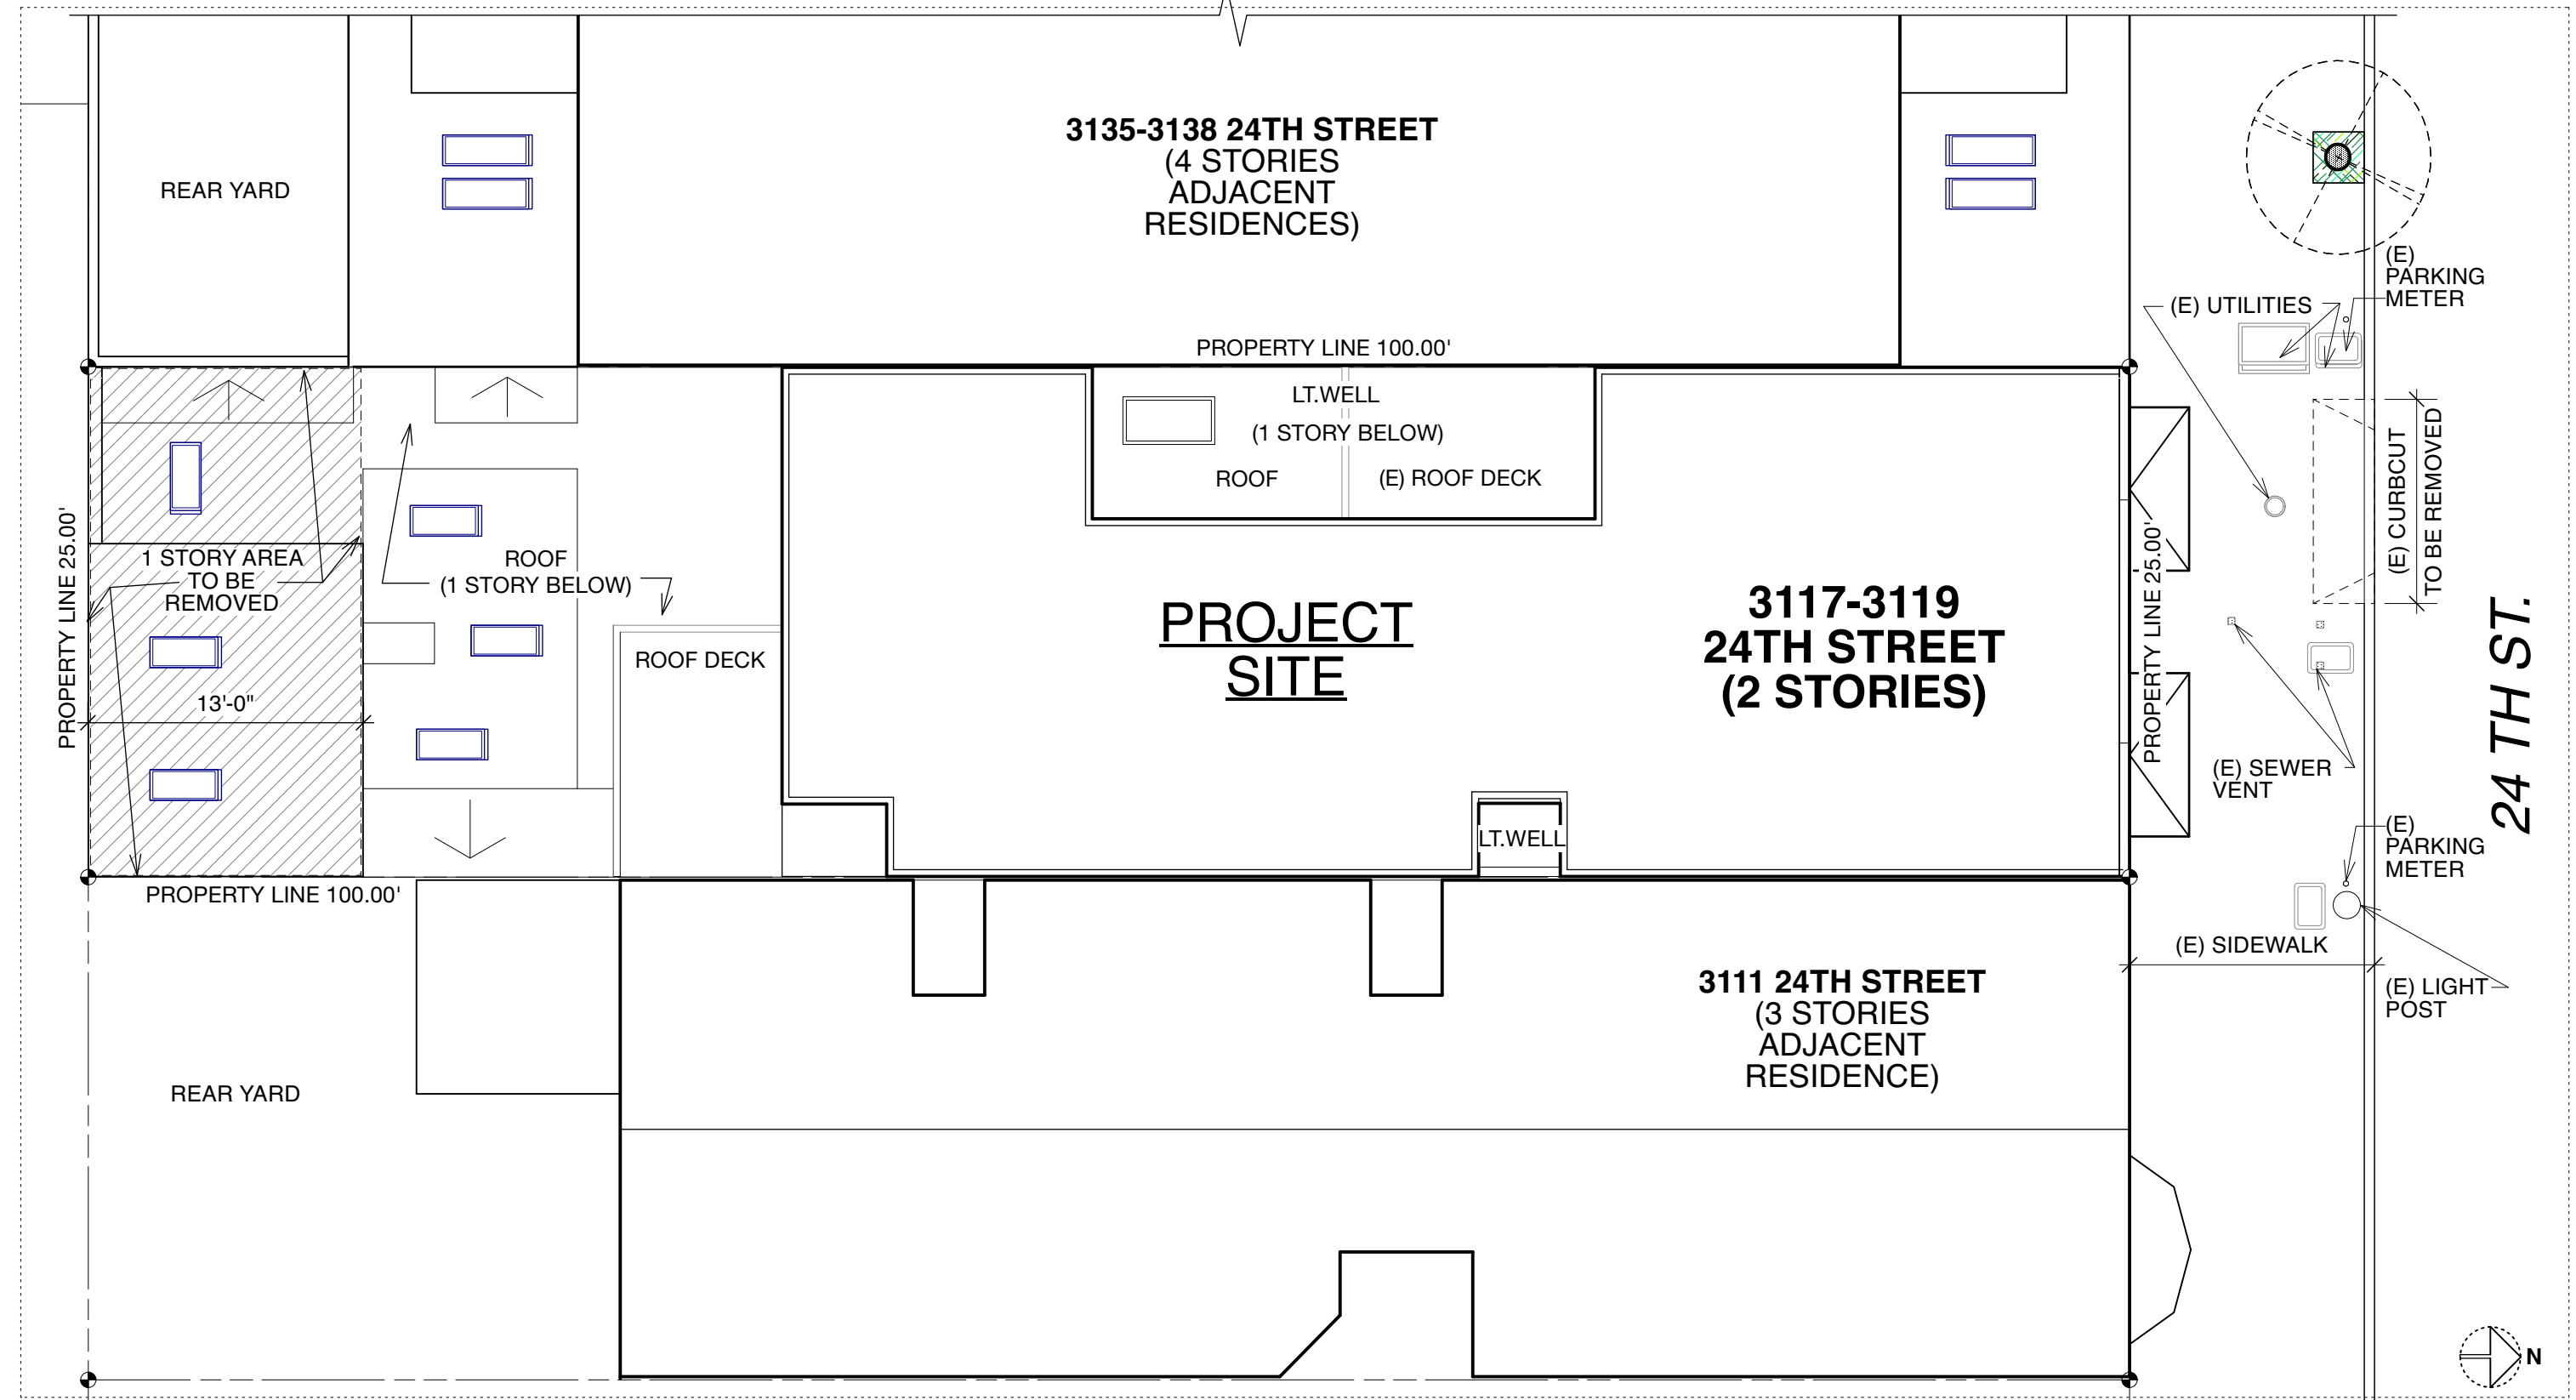 3135-3138 24TH STREET
(4 STORIES
ADJACENT
RESIDENCES)
REAR YARD
(E)
PARKING
METER
(E) UTILITIES
PROPERTY LINE 100.00'
LT.WELL
(1 STORY BELOW)
ROOF
(E) ROOF DECK
(E) CURBCUT
TO BE REMOVED
PROPERTY LINE 25.00'
1 STORY AREA
TO BE
REMOVED
ROOF
(1 STORY BELOW)
ROOF DECK
13'-0"
PROJECT
SITE
3117-3119
24TH STREET
(2 STORIES)
PROPERTY LINE 25.00'
24 TH ST.
(E) SEWER
VENT
LT.WELL
(E)
PARKING
METER
PROPERTY LINE 100.00'
(E) SIDEWALK
3111 24TH STREET
(3 STORIES
ADJACENT
RESIDENCE)
(E) LIGHT
POST
REAR YARD
N